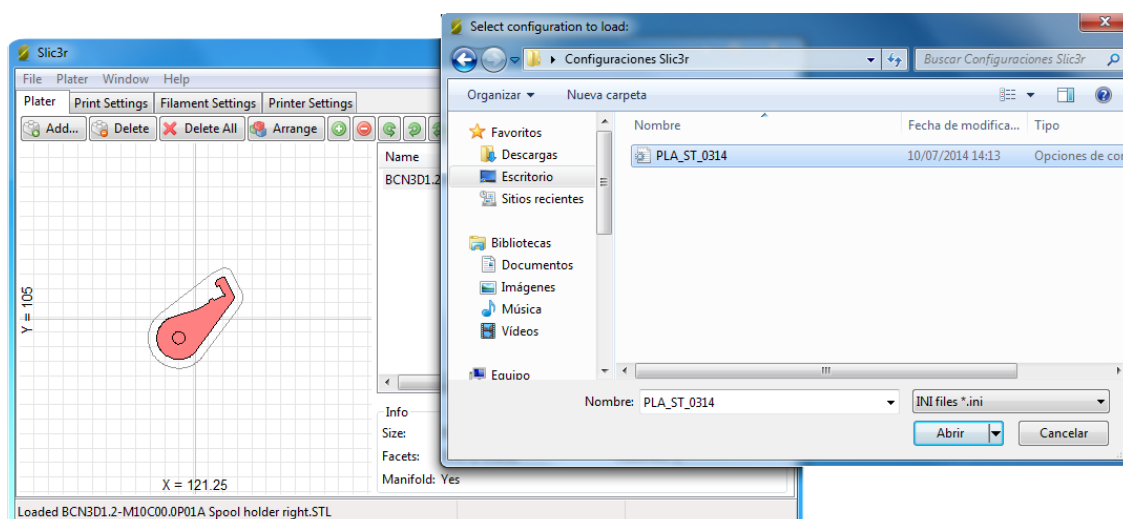 Slic3r
File Plater Window Help
Plater Print Settings Filament Settings Printer Settings
Add... Delete Delete All Arrange
Name
BCN3D1.2
Y = 105
X = 121.25
Info
Size:
Facets:
Manifold: Yes
Loaded BCN3D1.2-M10C00.0P01A Spool holder right.STL
Select configuration to load:
Configuraciones Slic3r
Buscar Configuraciones Slic3r
Organizar Nueva carpeta
Favoritos
Descargas
Escritorio
Sitios recientes
Bibliotecas
Documentos
Imágenes
Música
Vídeos
Equipo
Nombre Fecha de modifica... Tipo
PLA_ST_0314 10/07/2014 14:13 Opciones de co
Nombre: PLA_ST_0314
INI files *.ini
Abrir Cancelar